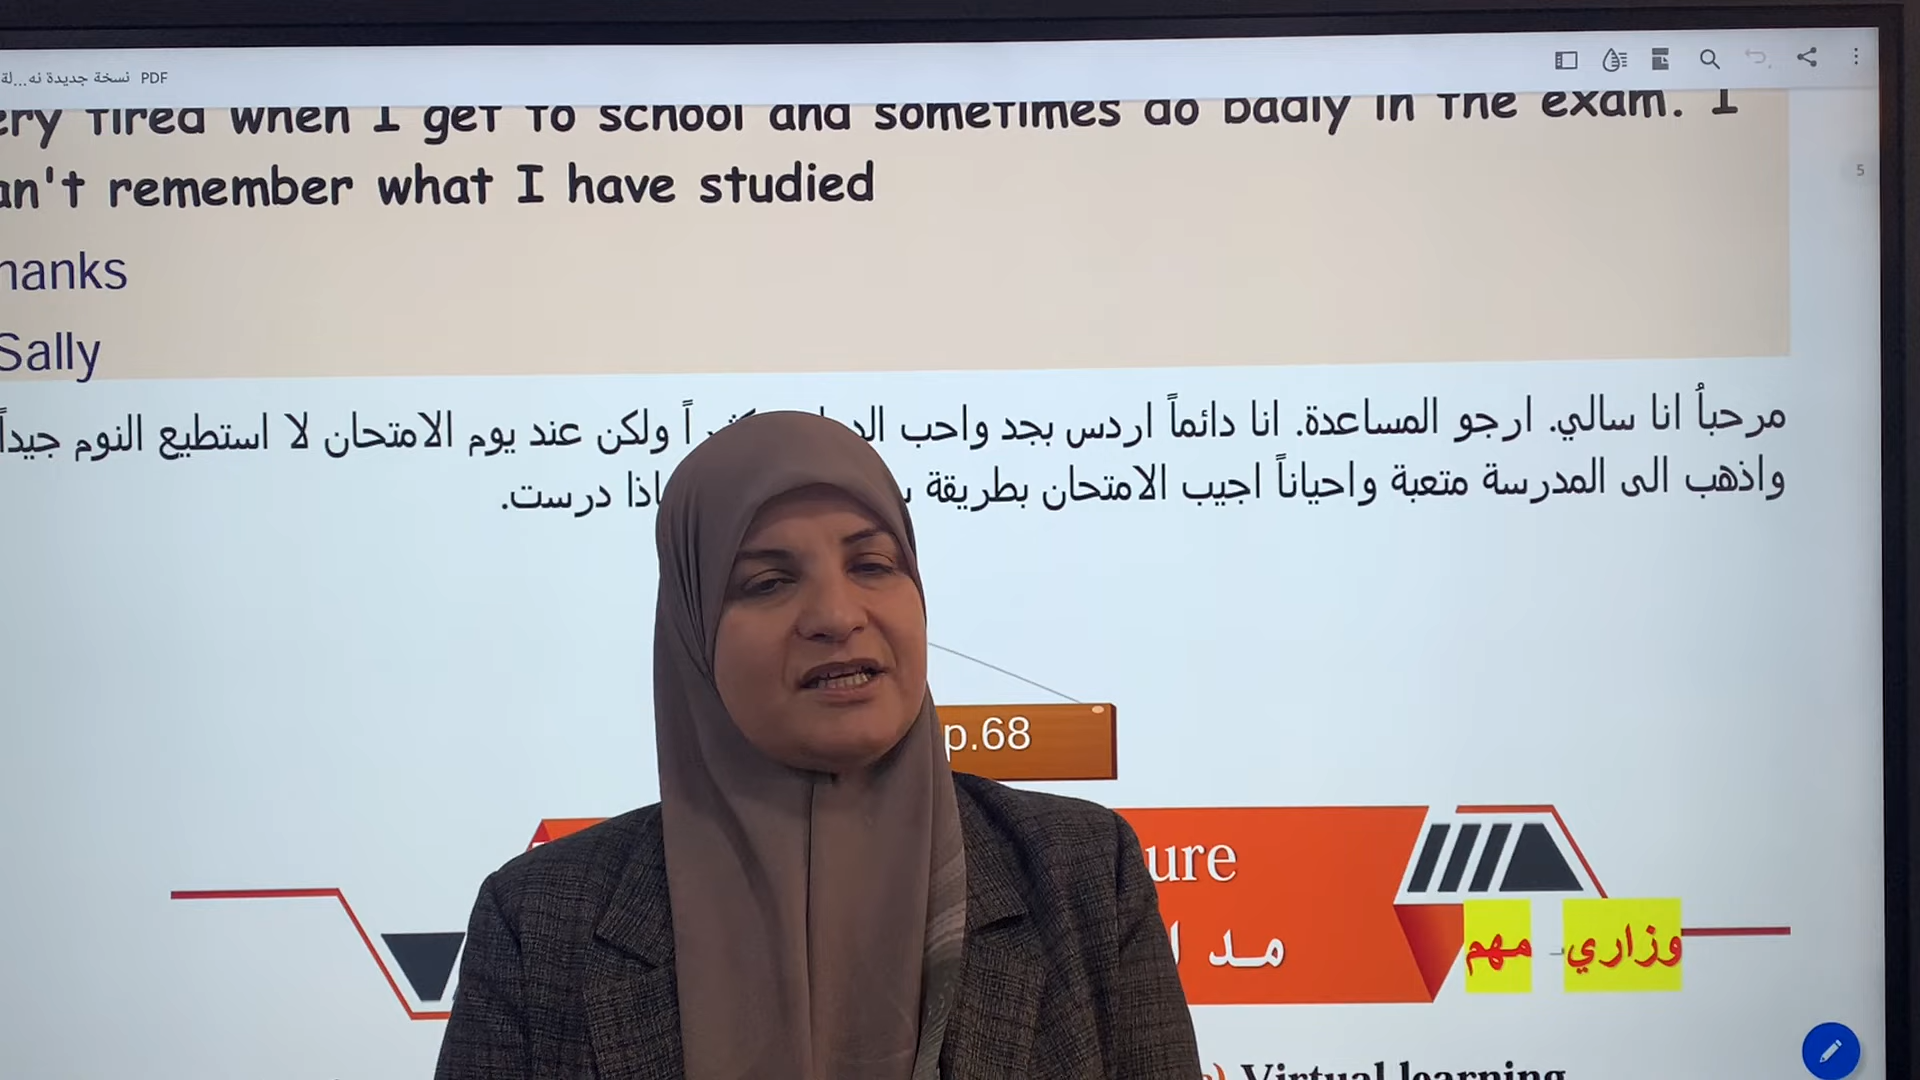 نسخة جديدة نه...لة PDF
5
ery tired when I get to school and sometimes do badly in the exam. I
an't remember what I have studied
hanks
Sally
مرحباً انا سالي. ارجو المساعدة. انا دائماً اردس بجد واحب ولكن عند يوم الامتحان لا استطيع النوم جيداً
واذهب الى المدرسة متعبة واحياناً اجيب الامتحان بطريقة درست.
p.68
ure
مد
وزاري - مهم
Virtual learning